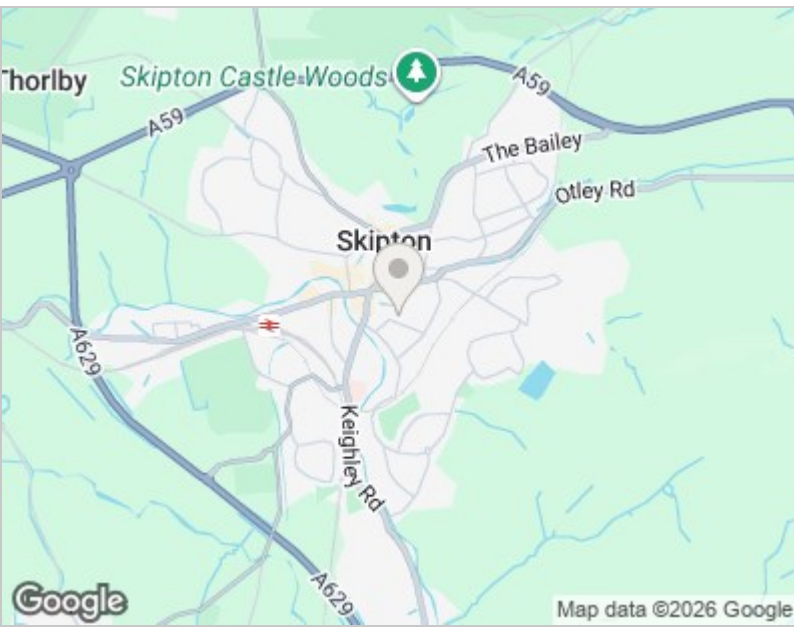 Thorlby
Skipton Castle Woods
A59
A59
The Bailey
Otley Rd
Skipton
A629
Keighley Rd
A629
Google
Map data ©2026 Google